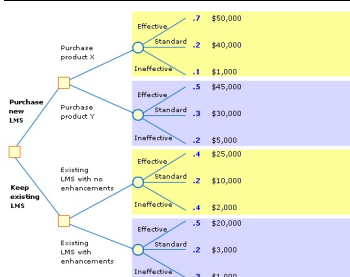 Effective .7 $50,000
Purchase product X
Standard .2 $40,000
Ineffective .1 $1,000
Purchase new LMS
Effective .5 $45,000
Purchase product Y
Standard .3 $30,000
Ineffective .2 $5,000
Effective .4 $25,000
Existing LMS with no enhancements
Standard .2 $10,000
Ineffective .4 $2,000
Keep existing LMS
Effective .5 $20,000
Existing LMS with enhancements
Standard .2 $3,000
Ineffective .3 $1,000